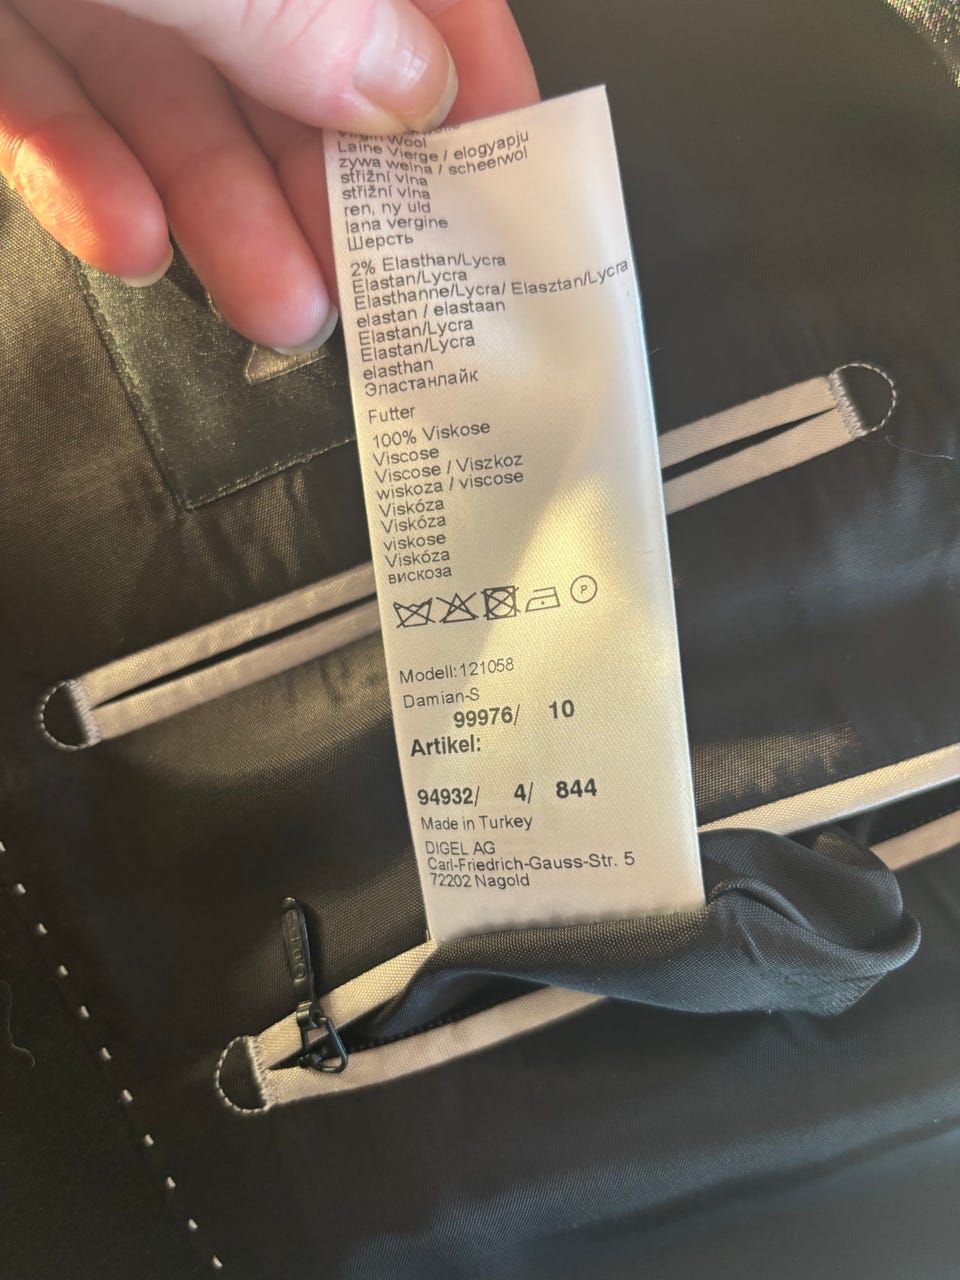 Virgin Wool
Laine Vierge / elogyapju
zywa welna / scheerwol
střižní vlna
střižní vlna
ren, ny uld
lana vergine
Шерсть
2% Elasthan/Lycra
Elastan/Lycra
Elasthanne/Lycra/ Elasztan/Lycra
elastan / elastaan
Elastan/Lycra
Elastan/Lycra
elasthan
Эластанлайк
Futter
100% Viskose
Viscose
Viscose / Viszkoz
wiskoza / viscose
Viskóza
Viskóza
viskose
Viskóza
вискоза
P
Modell:121058
Damian-S
99976/ 10
Artikel:
94932/ 4/ 844
Made in Turkey
DIGEL AG
Carl-Friedrich-Gauss-Str. 5
72202 Nagold